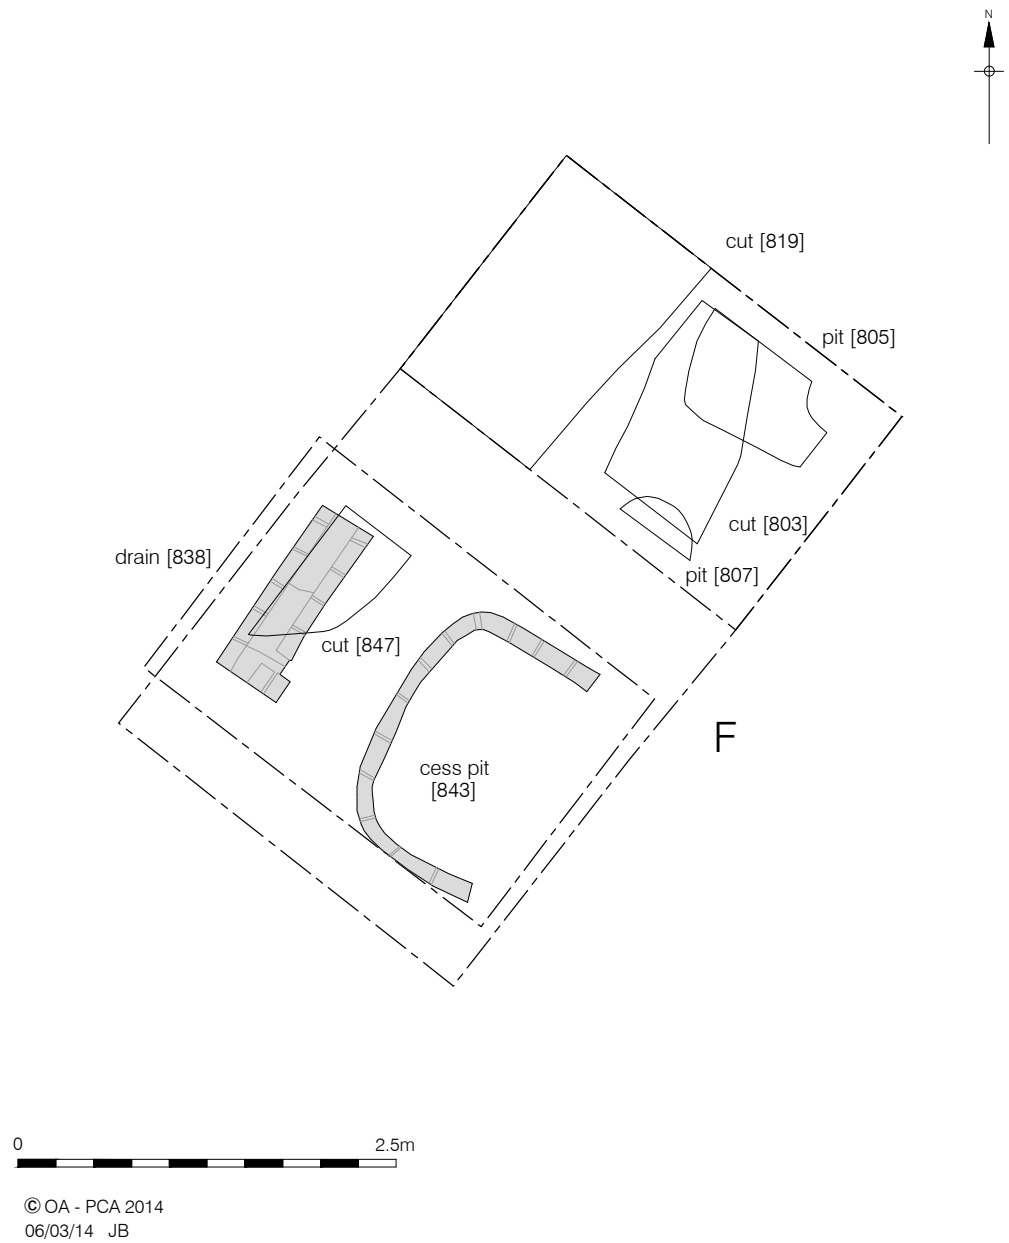 N
cut [819]
pit [805]
cut [803]
drain [838]
pit [807]
cut [847]
F
cess pit
[843]
0 2.5m
© OA - PCA 2014
06/03/14 JB